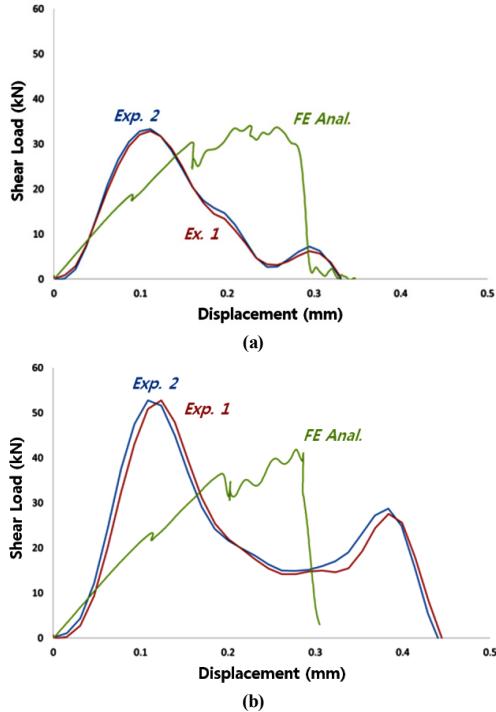 60
50
40
30
20
10
0
Shear Load (kN)
Exp. 2
FE Anal.
Ex. 1
0 0.1 0.2 0.3 0.4 0.5
Displacement (mm)
(a)
60
50
40
30
20
10
0
Shear Load (kN)
Exp. 2
Exp. 1
FE Anal.
0 0.1 0.2 0.3 0.4 0.5
Displacement (mm)
(b)